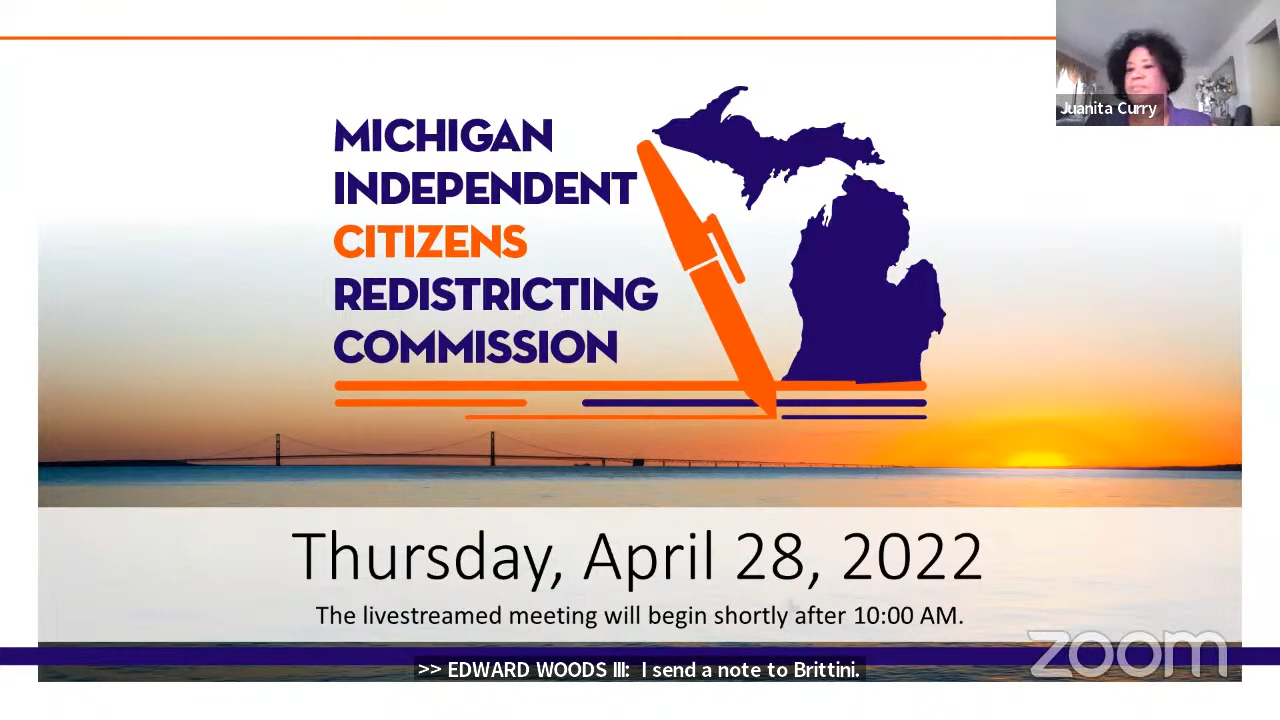 Juanita Curry
MICHIGAN
INDEPENDENT
CITIZENS
REDISTRICTING
COMMISSION
Thursday, April 28, 2022
The livestreamed meeting will begin shortly after 10:00 AM.
zoom
>> EDWARD WOODS III: I send a note to Brittini.